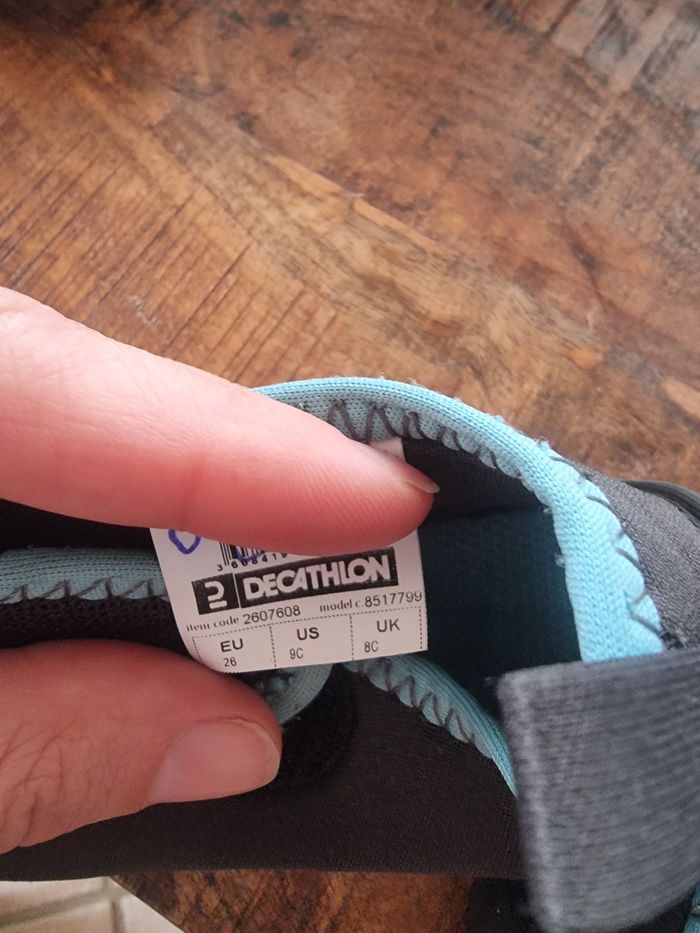 DECATHLON
item code 2607608 model c.8517799
EU US UK
26 9C 8C